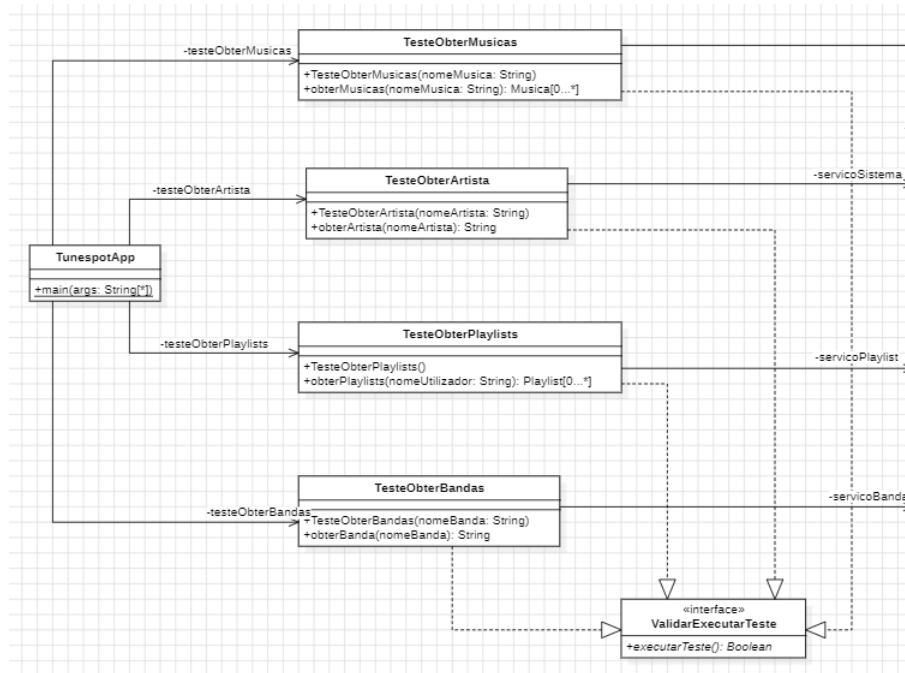 TesteObterMusicas
-testeObterMusicas
+TesteObterMusicas(nomeMusica: String)
+obterMusicas(nomeMusica: String): Musica[0...*]
TesteObterArtista
-testeObterArtista
-servicoSistema
+TesteObterArtista(nomeArtista: String)
+obterArtista(nomeArtista): String
TunespotApp
+main(args: String[*])
TesteObterPlaylists
-testeObterPlaylists
-servicoPlaylist
+TesteObterPlaylists()
+obterPlaylists(nomeUtilizador: String): Playlist[0...*]
TesteObterBandas
-servicoBanda
-testeObterBandas
+TesteObterBandas(nomeBanda: String)
+obterBanda(nomeBanda): String
«interface»
ValidarExecutarTeste
+executarTeste(): Boolean